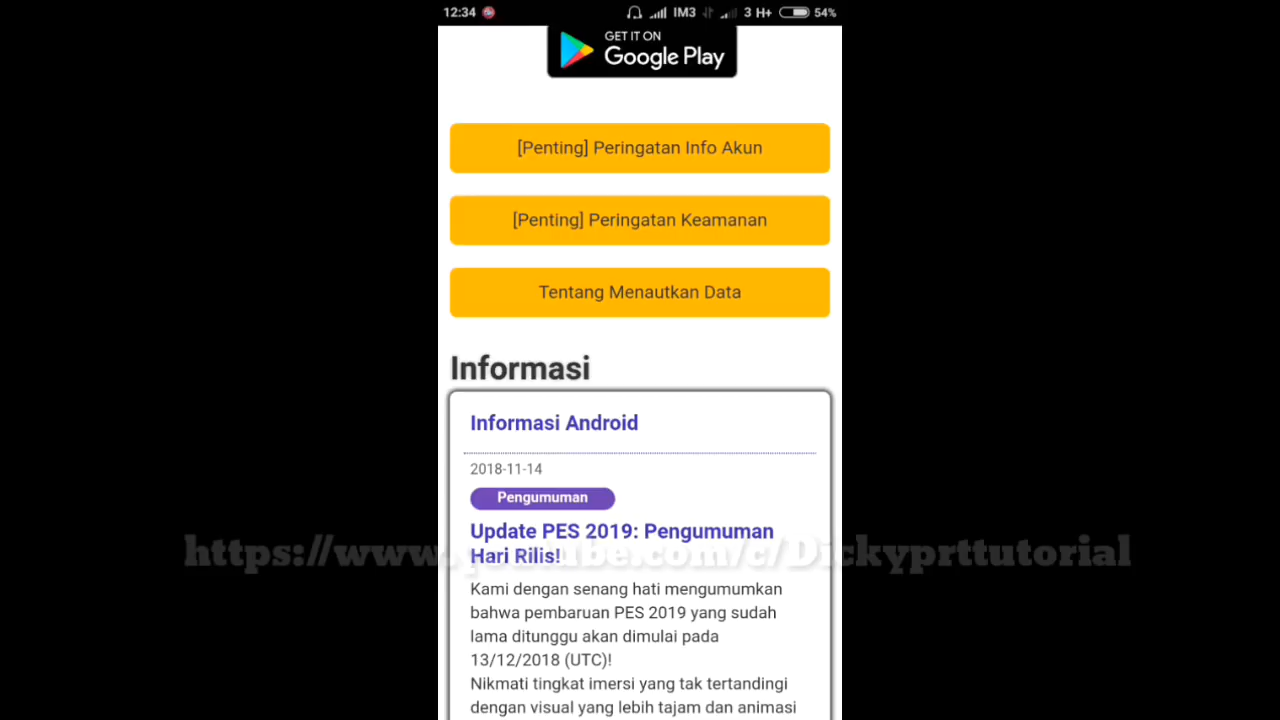 12:34 IM3 3 H+ 54%
GET IT ON
Google Play
[Penting] Peringatan Info Akun
[Penting] Peringatan Keamanan
Tentang Menautkan Data
Informasi
Informasi Android
2018-11-14
Pengumuman
Update PES 2019: Pengumuman
Hari Rilis!
https://www.youtube.com/c/Dickyprttutorial
Kami dengan senang hati mengumumkan
bahwa pembaruan PES 2019 yang sudah
lama ditunggu akan dimulai pada
13/12/2018 (UTC)!
Nikmati tingkat imersi yang tak tertandingi
dengan visual yang lebih tajam dan animasi